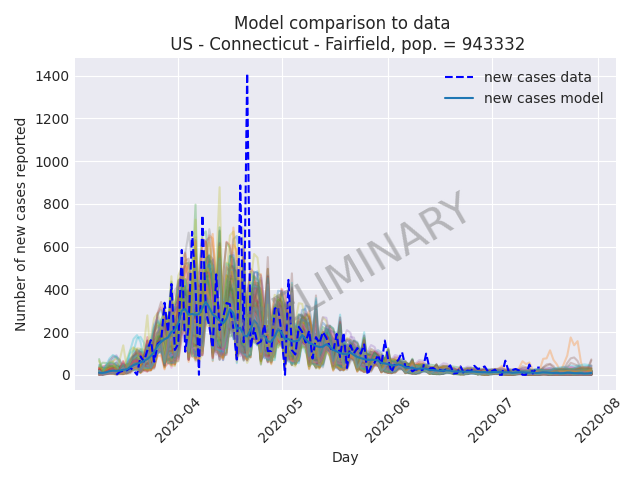 Model comparison to data
US - Connecticut - Fairfield, pop. = 943332
new cases data
new cases model
1400
1200
1000
800
600
400
200
0
Number of new cases reported
LIMINARY
2020-04
2020-05
2020-06
2020-07
2020-08
Day